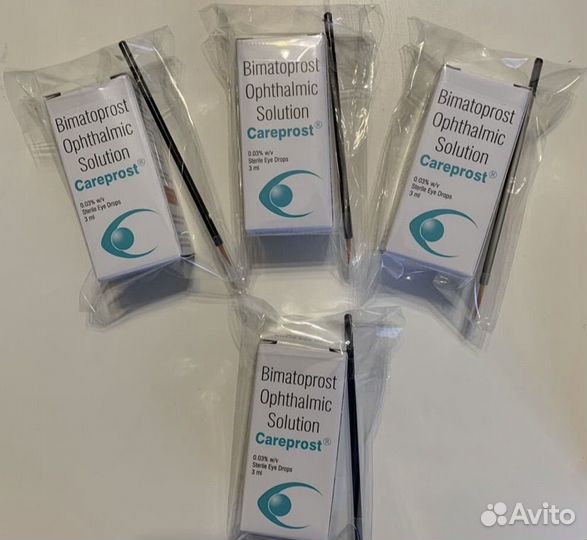 Bimatoprost
Ophthalmic
Solution
Careprost®
0.03% w/v
Sterile Eye Drops
3 ml
Bimatoprost
Ophthalmic
Solution
Careprost®
0.03% w/v
Sterile Eye Drops
3 ml
Bimatoprost
Ophthalmic
Solution
Careprost®
0.03% w/v
Sterile Eye Drops
3 ml
Bimatoprost
Ophthalmic
Solution
Careprost®
0.03% w/v
Sterile Eye Drops
3 ml
Avito